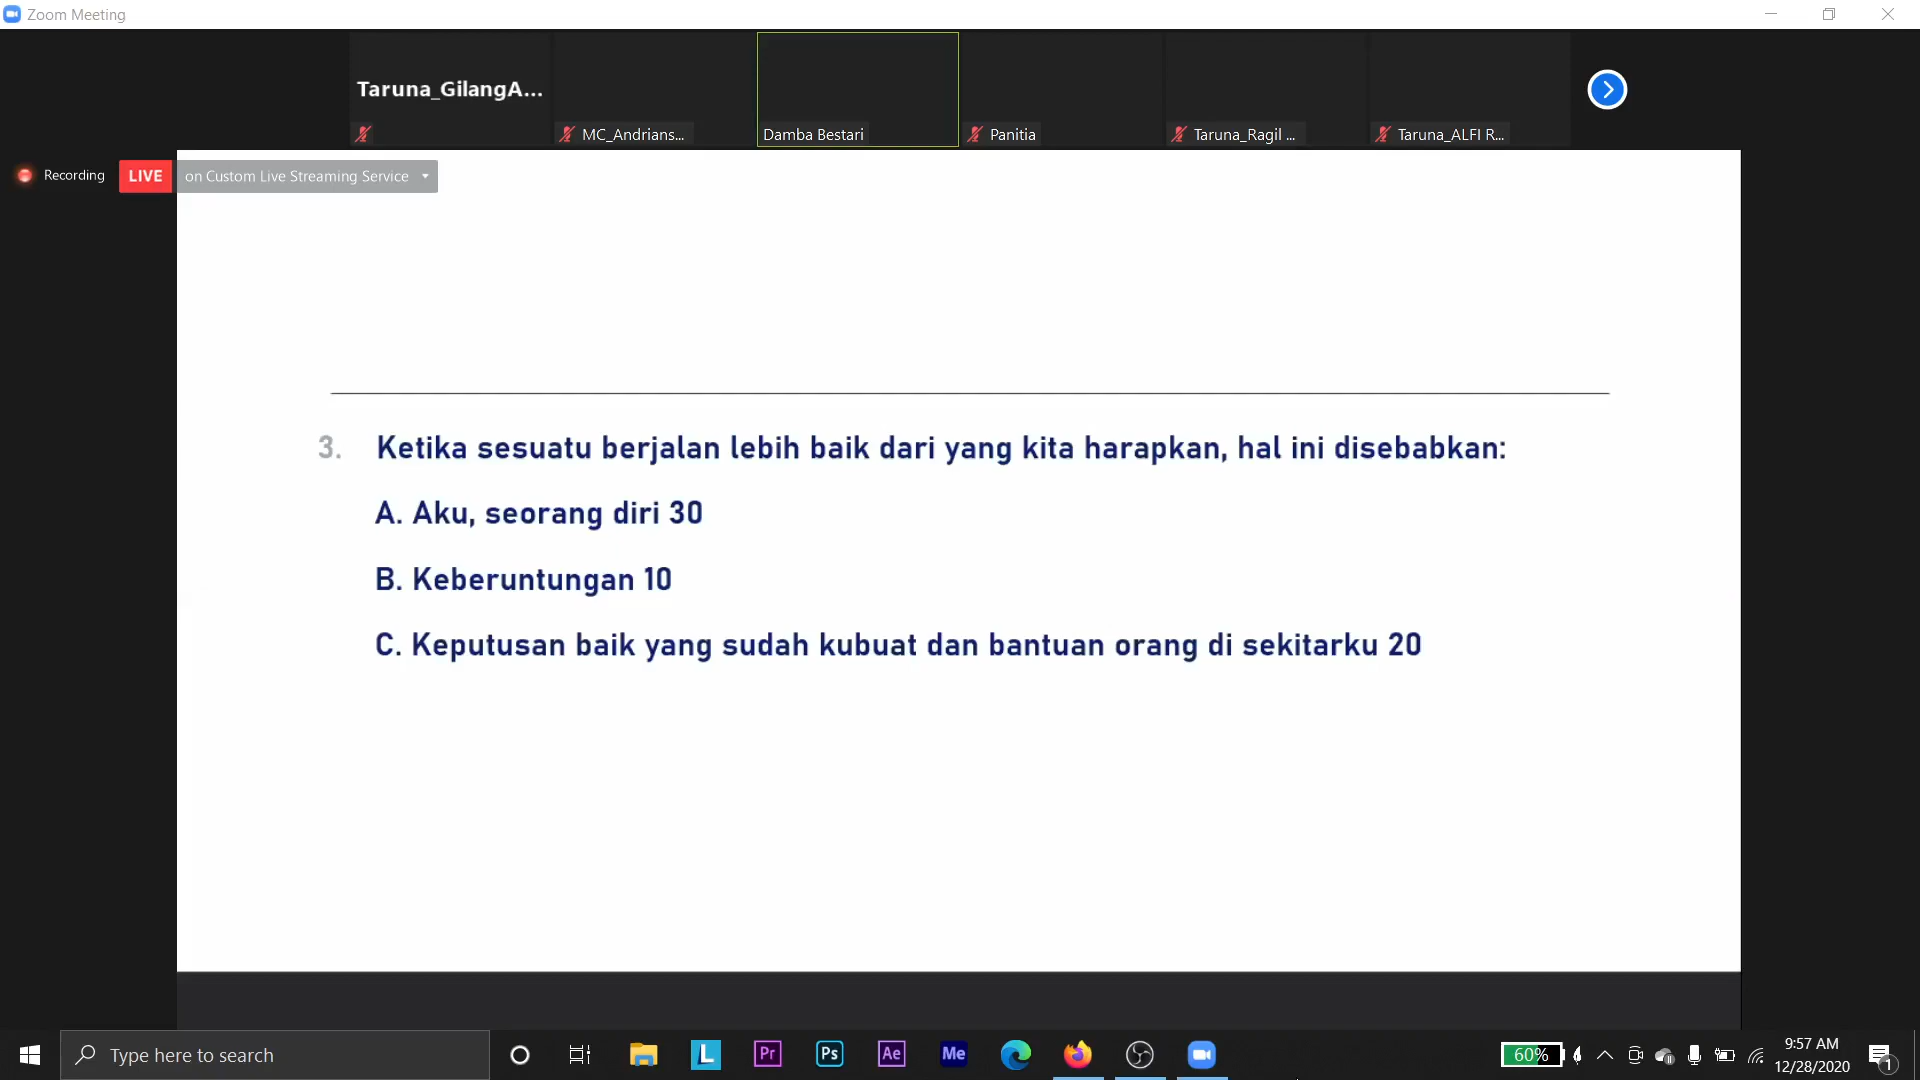 Zoom Meeting
Taruna_GilangA...
MC_Andrians...
Damba Bestari
Panitia
Taruna_Ragil ...
Taruna_ALFI R...
Recording
LIVE
on Custom Live Streaming Service
3. Ketika sesuatu berjalan lebih baik dari yang kita harapkan, hal ini disebabkan:
A. Aku, seorang diri 30
B. Keberuntungan 10
C. Keputusan baik yang sudah kubuat dan bantuan orang di sekitarku 20
Type here to search
L
Pr
Ps
Ae
Me
60%
9:57 AM
12/28/2020
1